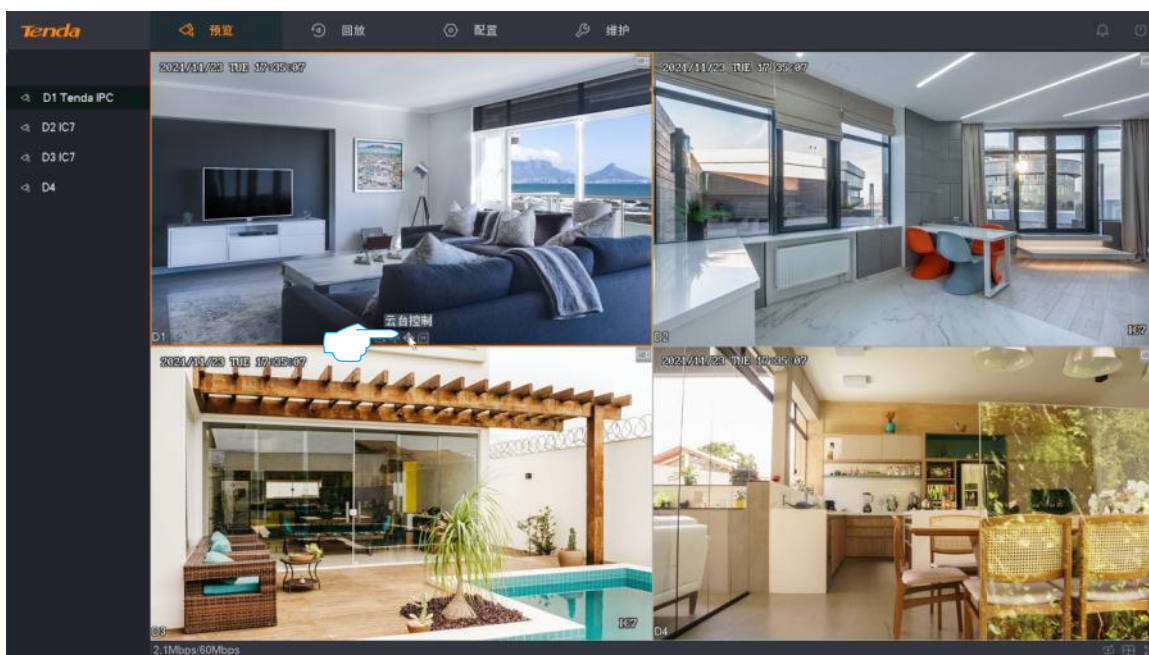 Tenda
预览
回放
配置
维护
2021/11/23 TUE 17:35:07
2021/11/23 TUE 17:35:07
D1 Tenda IPC
D2 IC7
D3 IC7
D4
云台控制
D1
D2
IC7
2021/11/23 TUE 17:35:07
2021/11/23 TUE 17:35:07
D3
IC7
D4
2.1Mbps/60Mbps